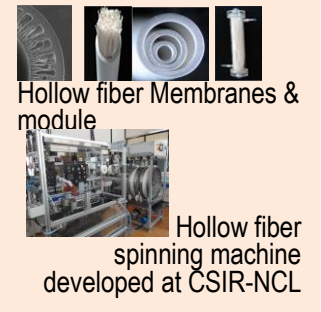 Hollow fiber Membranes &
module
Hollow fiber
spinning machine
developed at CSIR-NCL